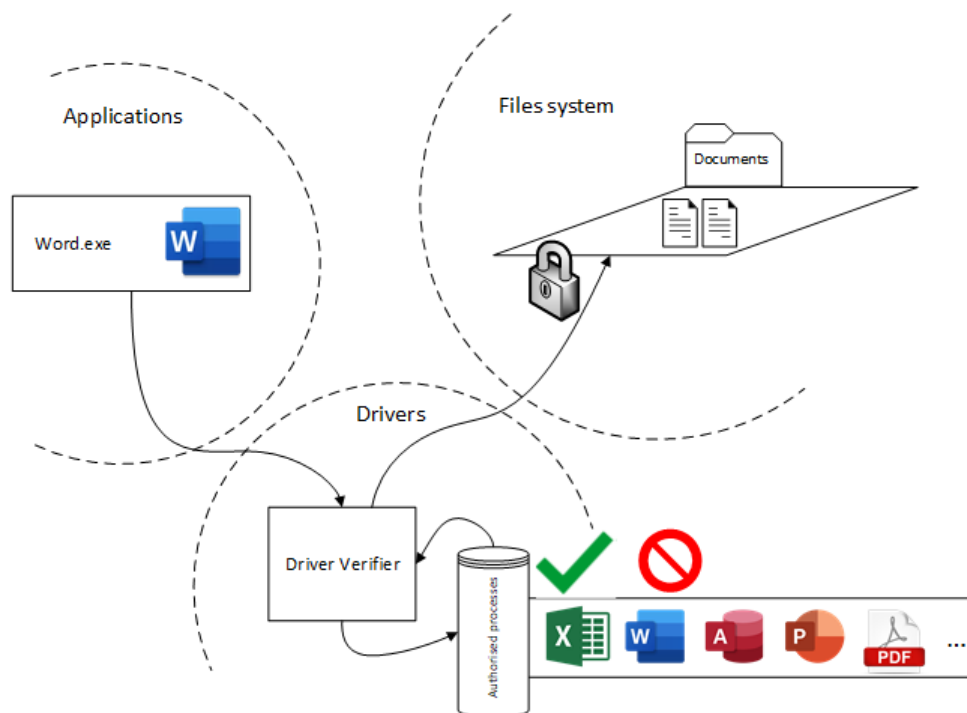 Applications
Files system
Documents
Word.exe
W
Drivers
Driver Verifier
Authorised processes
X
W
A
P
PDF
...